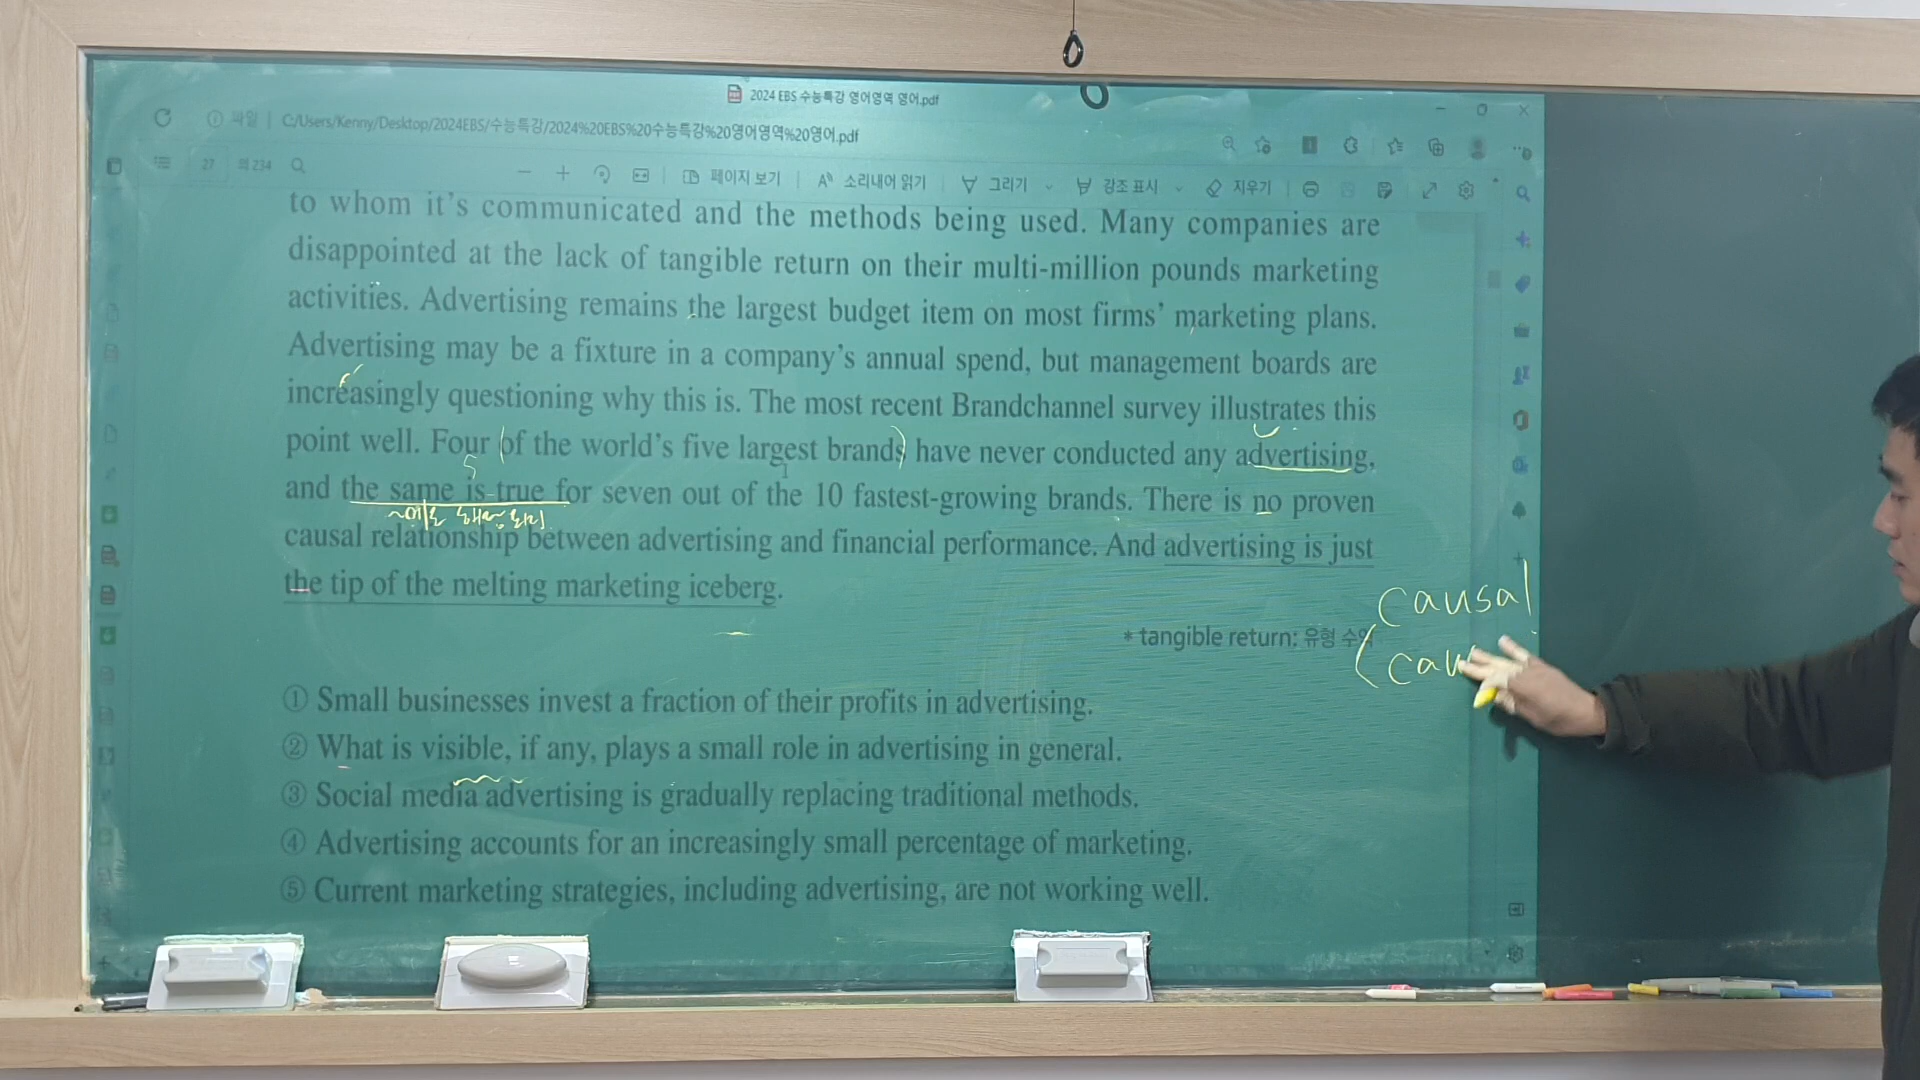 2024 EBS 수능특강 영어영역 영어.pdf
파일 | C:/Users/Kenny/Desktop/2024EBS/수능특강/2024%20EBS%20수능특강%20영어영역%20영어.pdf
27 의 234 페이지 보기 | 소리내어 읽기 | 그리기 강조 표시 지우기
to whom it's communicated and the methods being used. Many companies are
disappointed at the lack of tangible return on their multi-million pounds marketing
activities. Advertising remains the largest budget item on most firms' marketing plans.
Advertising may be a fixture in a company's annual spend, but management boards are
increasingly questioning why this is. The most recent Brandchannel survey illustrates this
point well. Four (of the world's five largest brands) have never conducted any advertising,
S
and the same is true for seven out of the 10 fastest-growing brands. There is no proven
causal relationship between advertising and financial performance. And advertising is just
the tip of the melting marketing iceberg.
causal
* tangible return: 유형 수익
① Small businesses invest a fraction of their profits in advertising.
② What is visible, if any, plays a small role in advertising in general.
③ Social media advertising is gradually replacing traditional methods.
④ Advertising accounts for an increasingly small percentage of marketing.
⑤ Current marketing strategies, including advertising, are not working well.